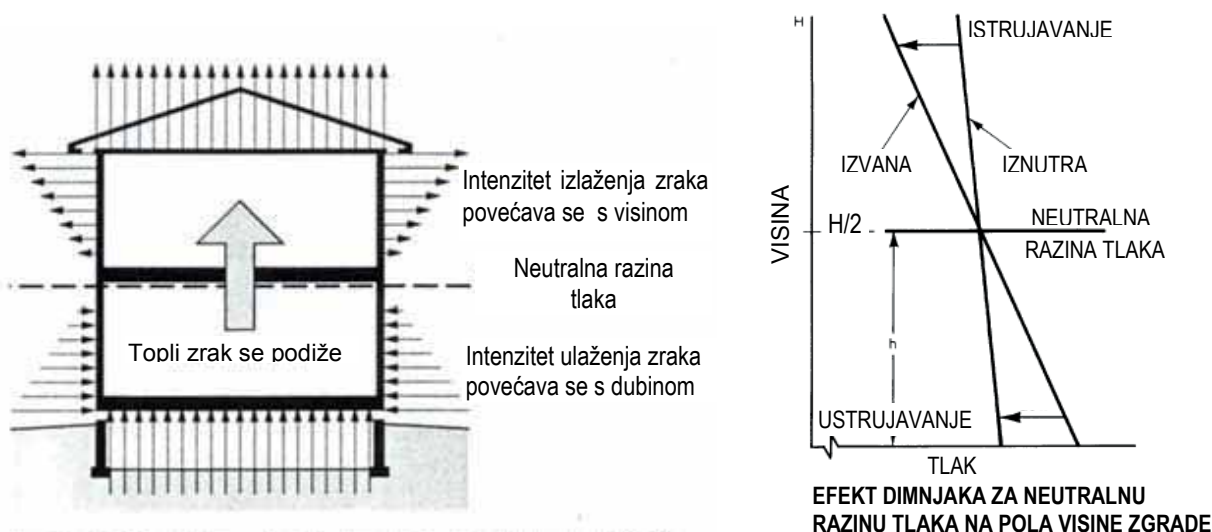 Intenzitet izlaženja zraka
povećava se s visinom
Neutralna razina
tlaka
Topli zrak se podiže
Intenzitet ulaženja zraka
povećava se s dubinom
H
ISTRUJAVANJE
IZVANA
IZNUTRA
VISINA
H/2
NEUTRALNA
RAZINA TLAKA
h
USTRUJAVANJE
TLAK
EFEKT DIMNJAKA ZA NEUTRALNU
RAZINU TLAKA NA POLA VISINE ZGRADE